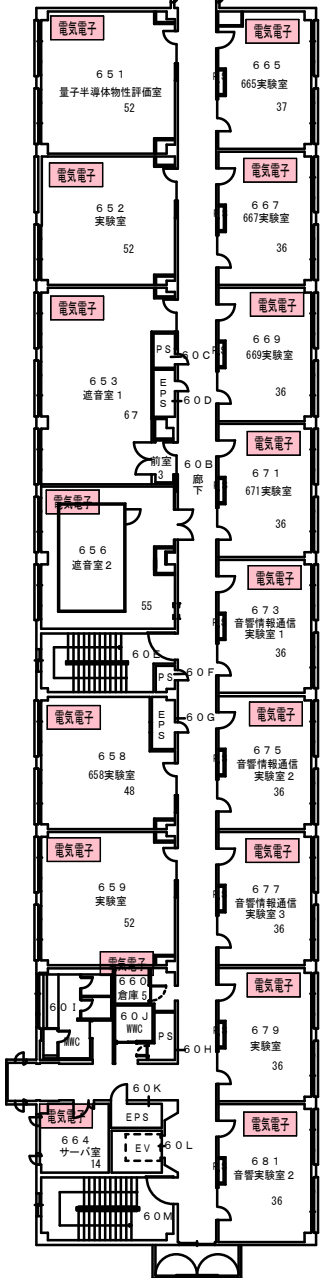 電気電子
651
量子半導体物性評価室
52
電気電子
665
665実験室
37
電気電子
652
実験室
52
電気電子
667
667実験室
36
電気電子
653
遮音室1
67
PS
60C
EPS
60D
前室
3
60B
廊下
電気電子
669
669実験室
36
電気電子
671
671実験室
36
電気電子
656
遮音室2
55
電気電子
673
音響情報通信
実験室1
36
60E
PS
60F
EPS
60G
電気電子
658
658実験室
48
電気電子
675
音響情報通信
実験室2
36
電気電子
659
実験室
52
電気電子
677
音響情報通信
実験室3
36
電気電子
660
倉庫 5
60I
MWC
60J
WWC
PS
60H
電気電子
679
実験室
36
60K
EPS
電気電子
664
サーバ室
14
EV
60L
60M
電気電子
681
音響実験室2
36